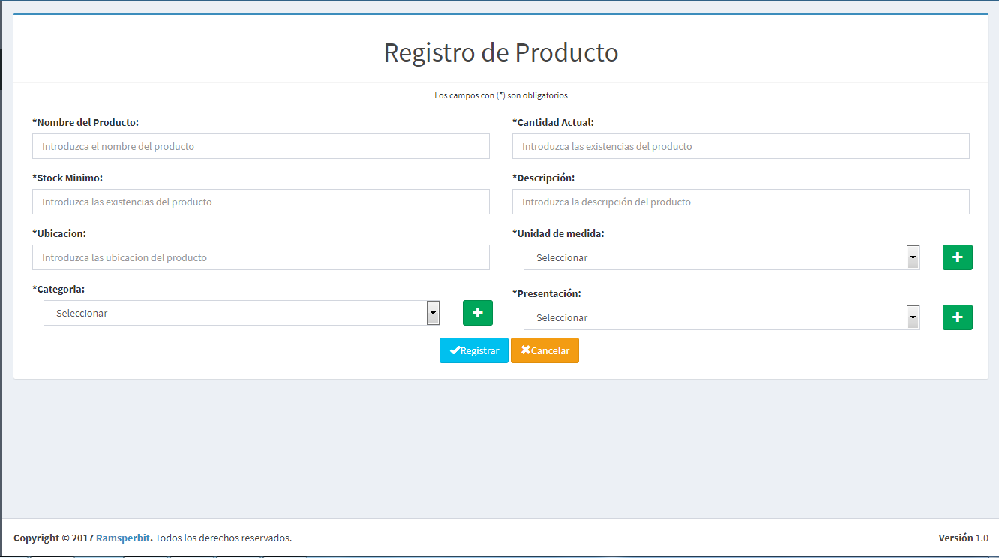 Registro de Producto
Los campos con (*) son obligatorios
*Nombre del Producto:
Introduzca el nombre del producto
*Cantidad Actual:
Introduzca las existencias del producto
*Stock Minimo:
Introduzca las existencias del producto
*Descripción:
Introduzca la descripción del producto
*Ubicacion:
Introduzca las ubicacion del producto
*Unidad de medida:
Seleccionar
*Categoria:
Seleccionar
*Presentación:
Seleccionar
Registrar
Cancelar
Copyright © 2017 Ramsperbit. Todos los derechos reservados.
Versión 1.0